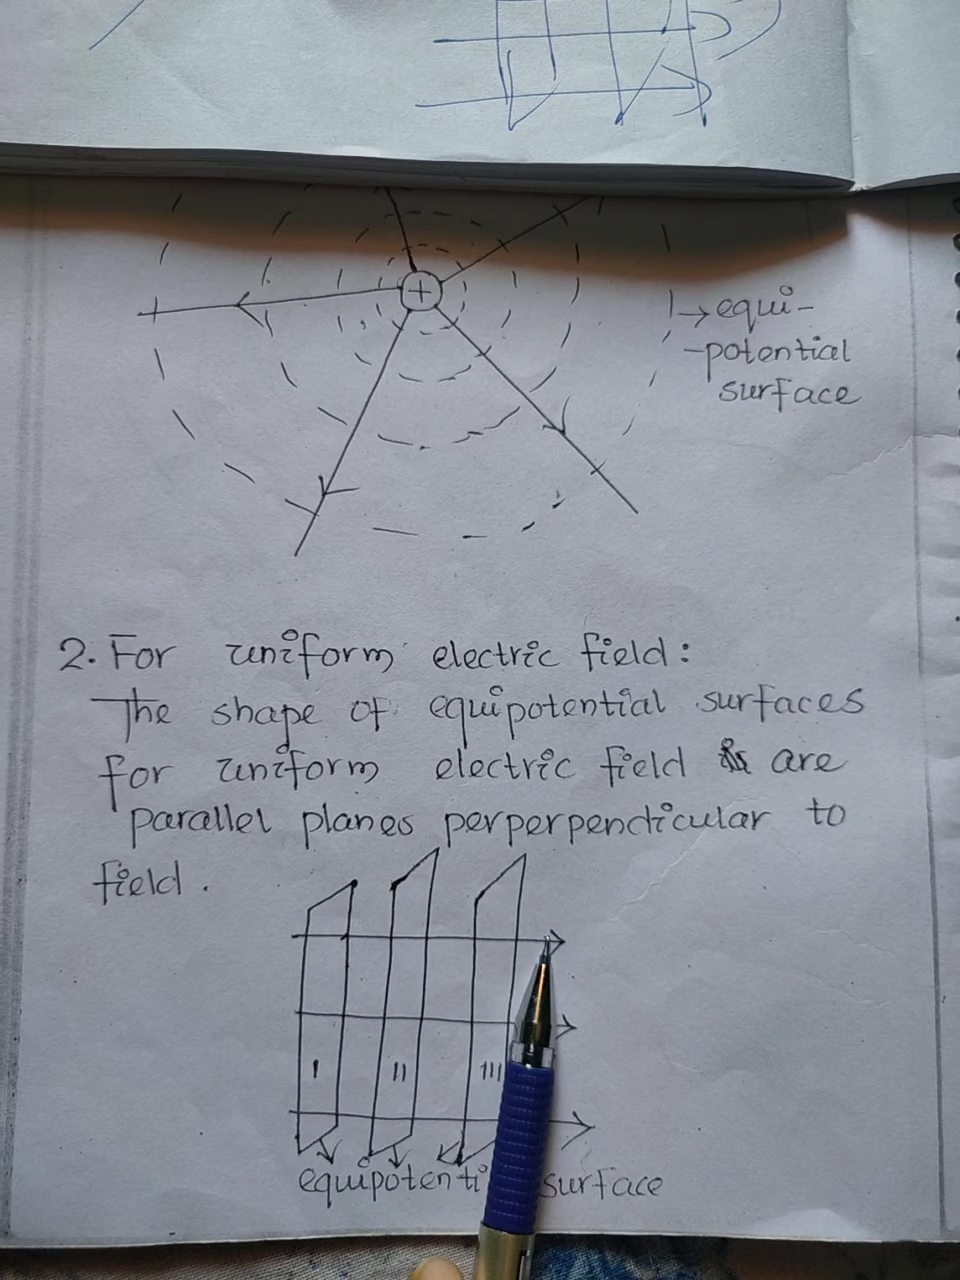 +
→equi-
-potential
surface
2. For uniform electric field:
The shape of equipotential surfaces
for uniform electric field are
parallel planes perperpendicular to
field.
I II III
equipotenti surface